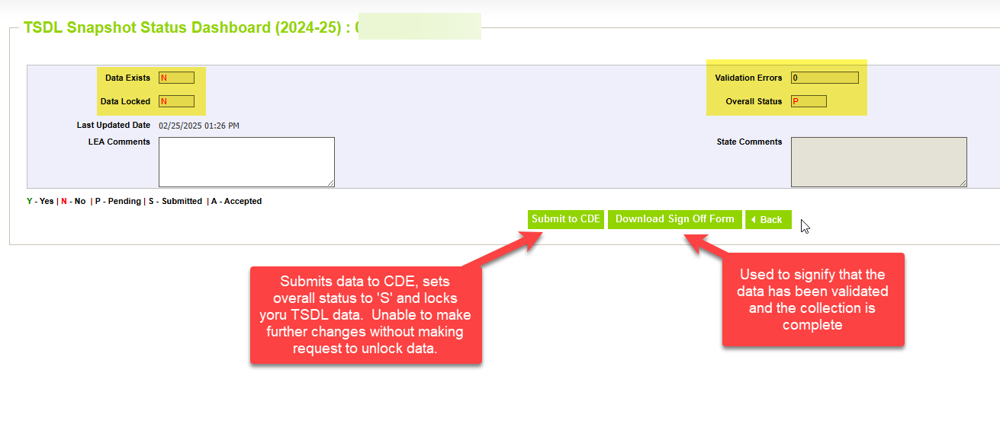 TSDL Snapshot Status Dashboard (2024-25) :
Data Exists N
Validation Errors 0
Data Locked N
Overall Status P
Last Updated Date 02/25/2025 01:26 PM
LEA Comments
State Comments
Y - Yes | N - No | P - Pending | S - Submitted | A - Accepted
Submit to CDE
Download Sign Off Form
Back
Submits data to CDE, sets
overall status to 'S' and locks
yoru TSDL data. Unable to make
further changes without making
request to unlock data.
Used to signify that the
data has been validated
and the collection is
complete